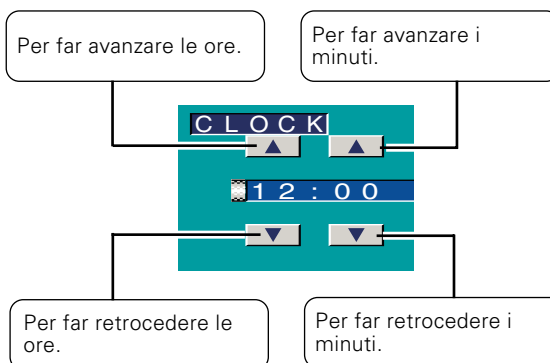 Per far avanzare le ore.
Per far avanzare i
minuti.
CLOCK
12:00
Per far retrocedere le
ore.
Per far retrocedere i
minuti.